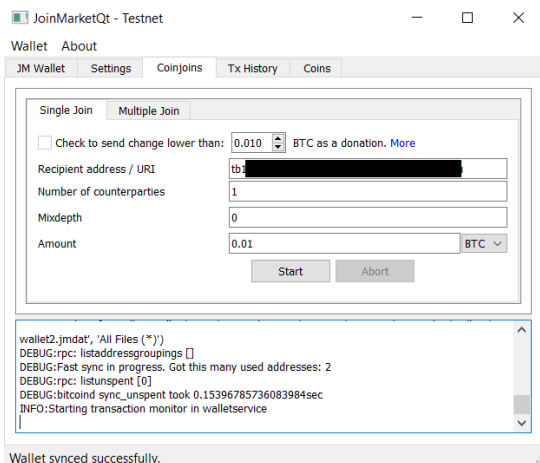 JoinMarketQt - Testnet
Wallet About
JM Wallet Settings Coinjoins Tx History Coins
Single Join Multiple Join
Check to send change lower than: 0.010 BTC as a donation. More
Recipient address / URI tb1
Number of counterparties 1
Mixdepth 0
Amount 0.01 BTC
Start Abort
wallet2.jmdat', 'All Files (*)')
DEBUG:rpc: listaddressgroupings []
DEBUG:Fast sync in progress. Got this many used addresses: 2
DEBUG:rpc: listunspent [0]
DEBUG:bitcoind sync_unspent took 0.15396785736083984sec
INFO:Starting transaction monitor in walletservice
Wallet synced successfully.